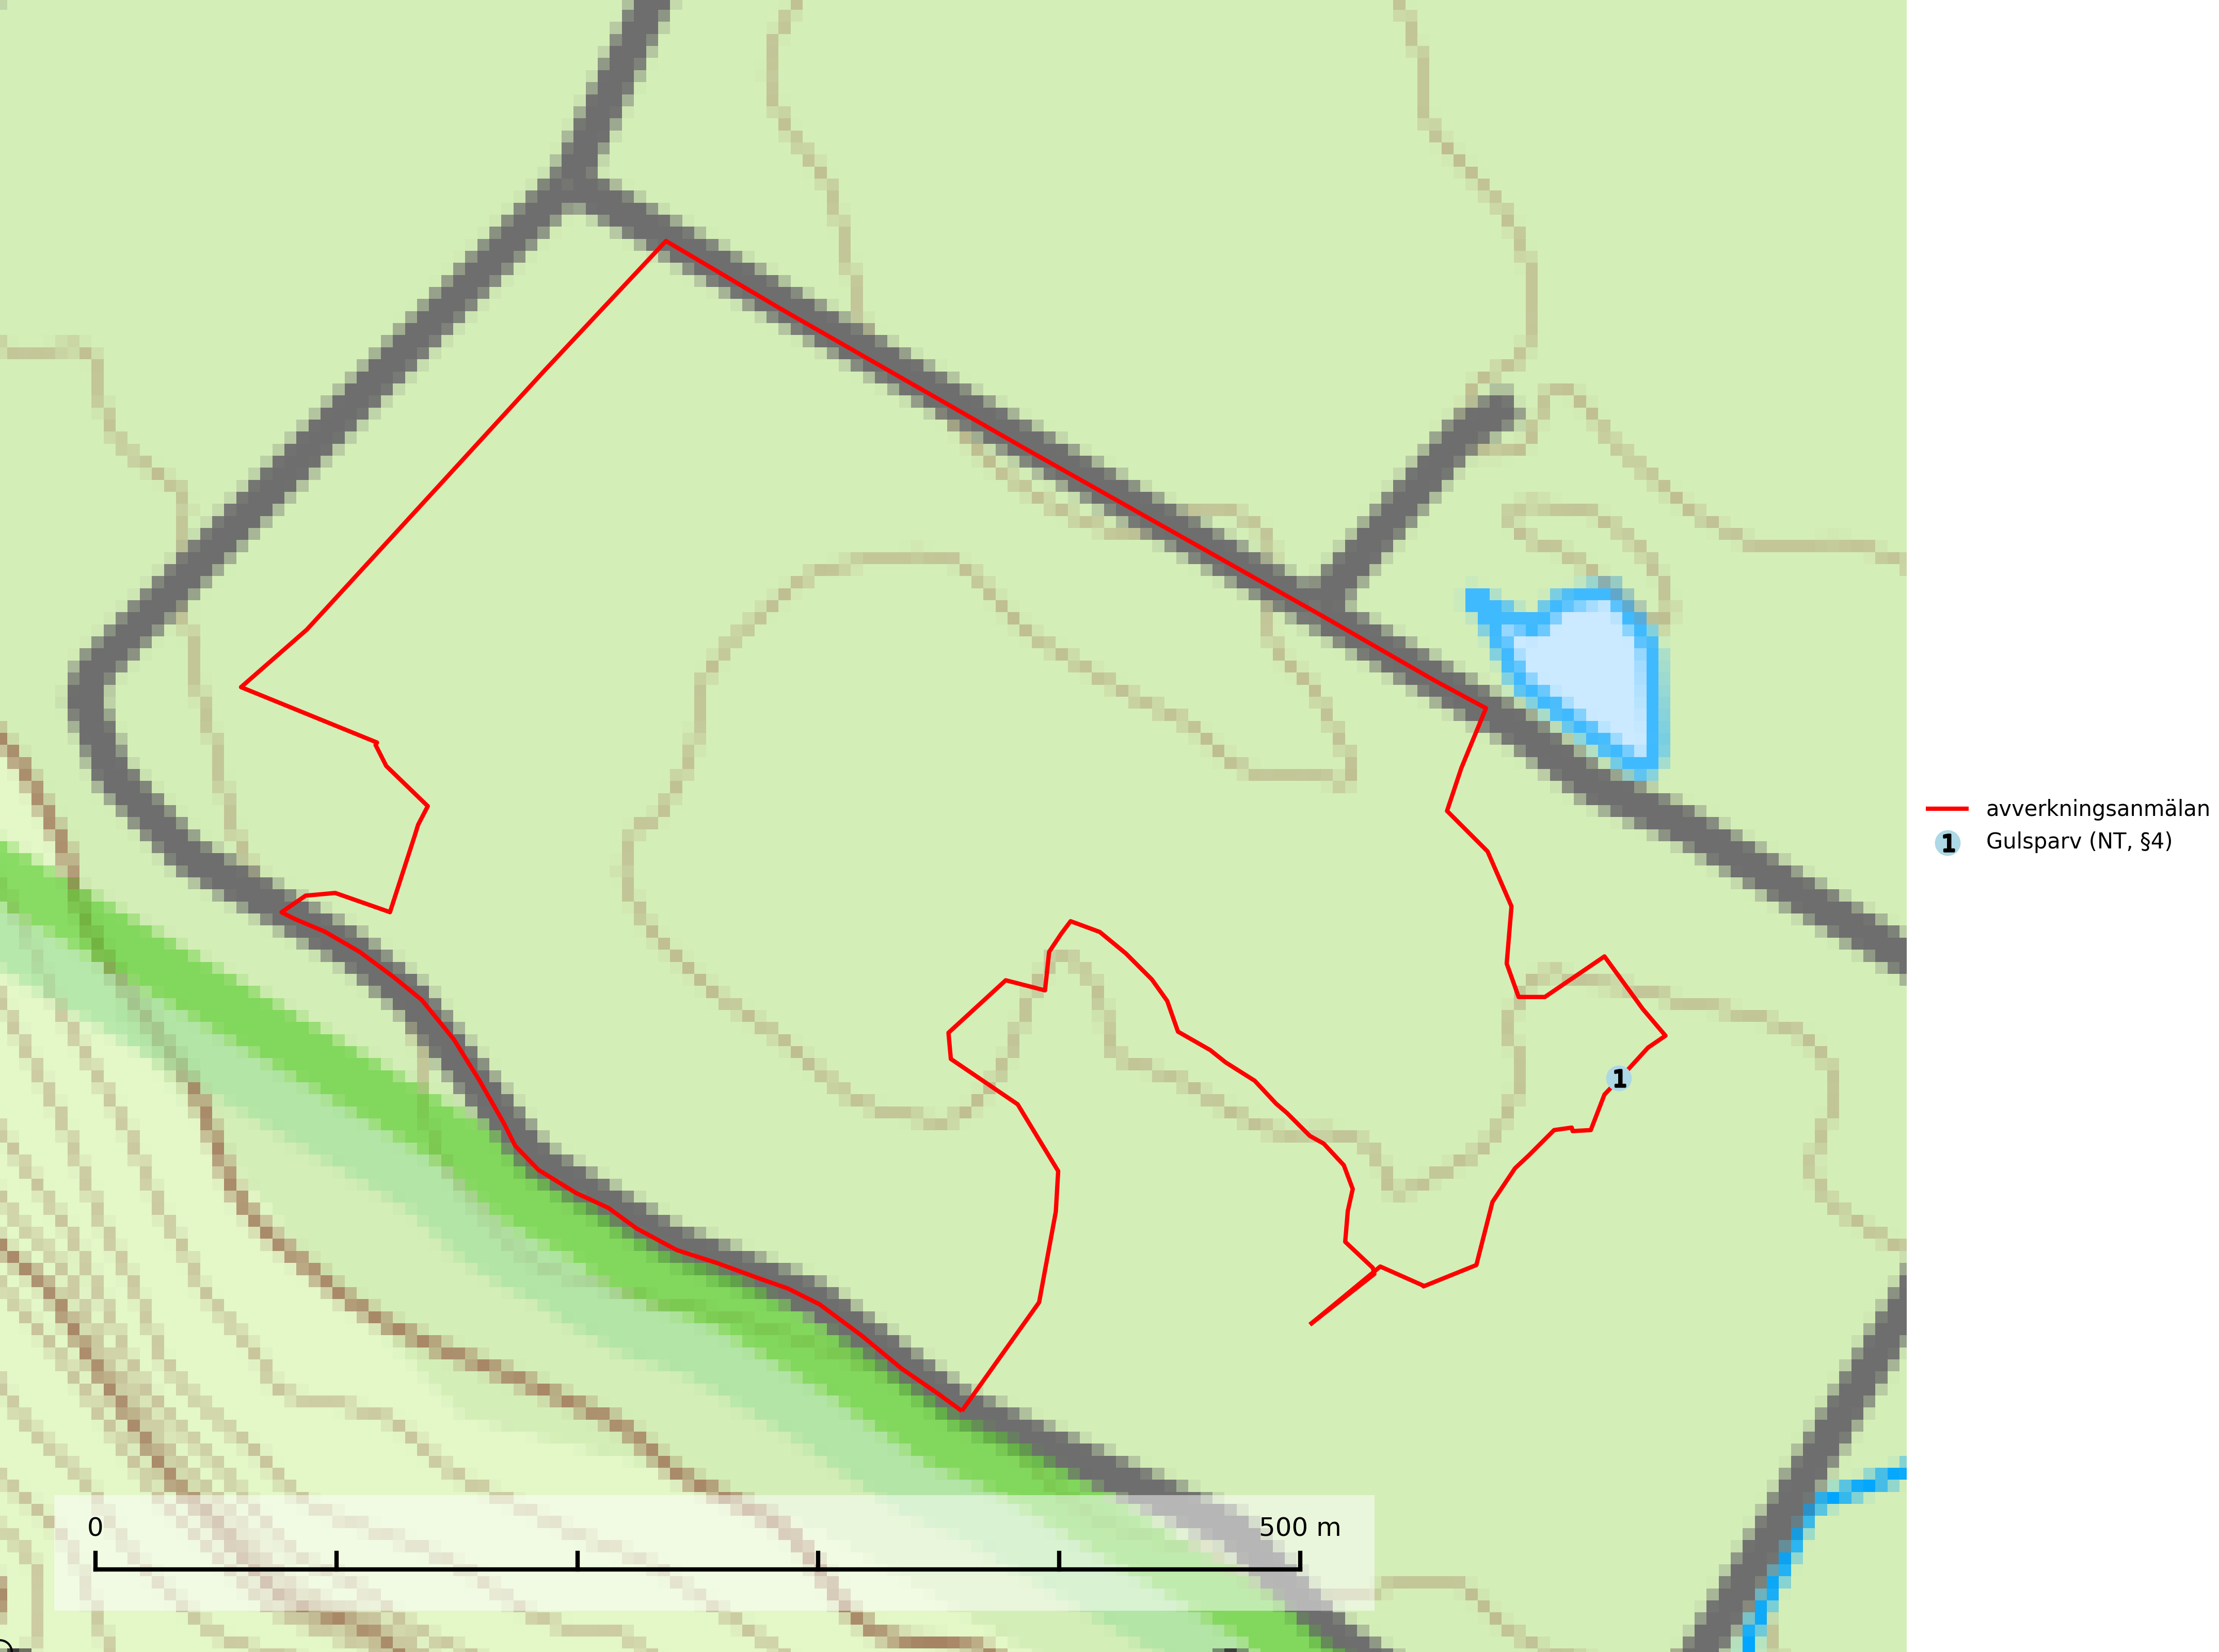 avverkningsanmälan
1 Gulsparv (NT, §4)
1
0 500 m